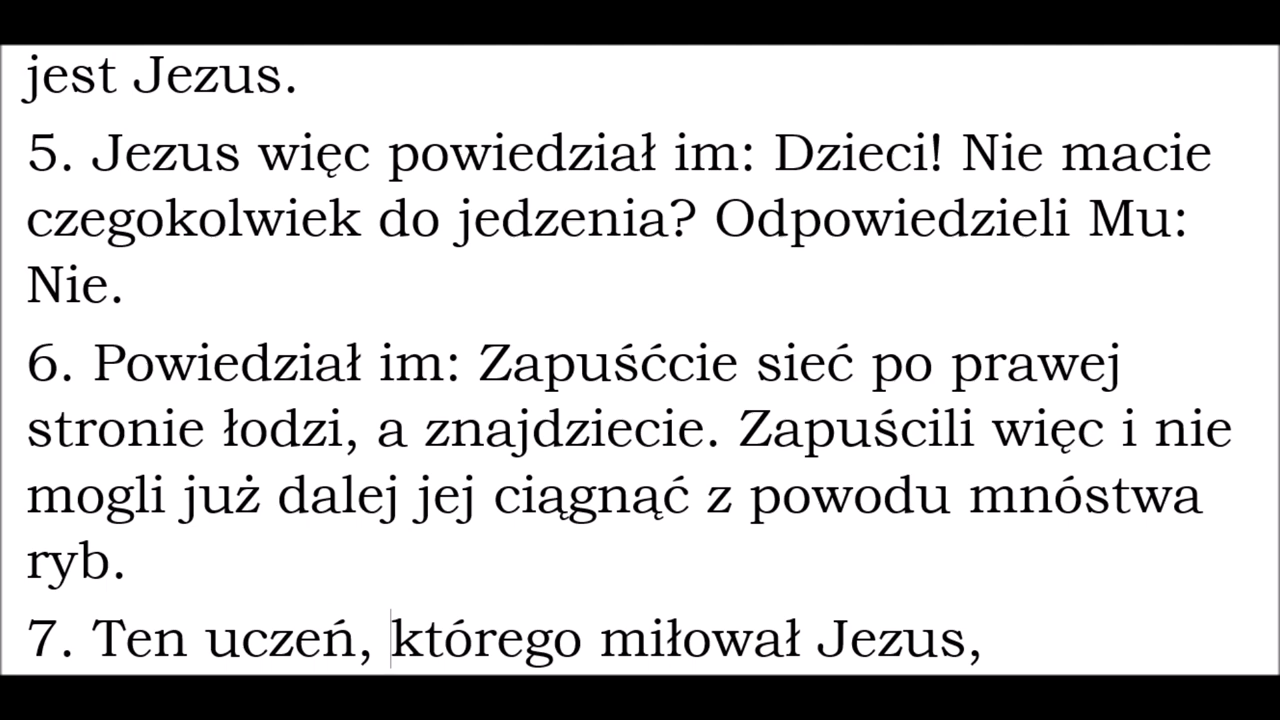 jest Jezus.
5. Jezus więc powiedział im: Dzieci! Nie macie
czegokolwiek do jedzenia? Odpowiedzieli Mu:
Nie.
6. Powiedział im: Zapuśćcie sieć po prawej
stronie łodzi, a znajdziecie. Zapuścili więc i nie
mogli już dalej jej ciągnąć z powodu mnóstwa
ryb.
7. Ten uczeń, którego miłował Jezus,